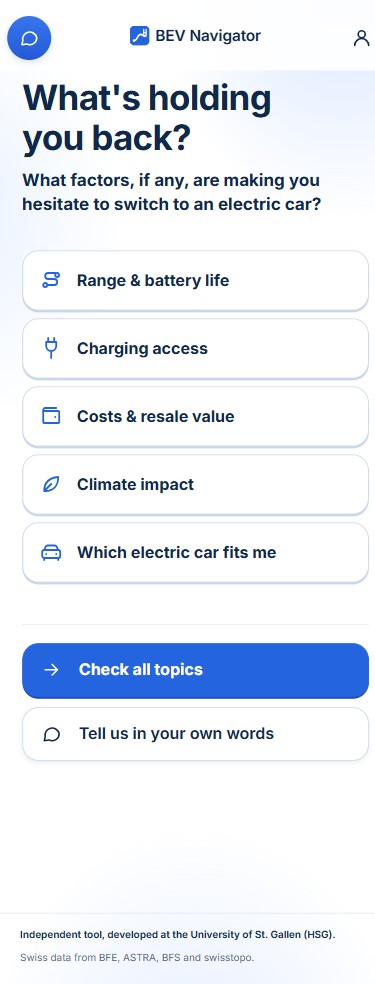 BEV Navigator
What's holding
you back?
What factors, if any, are making you
hesitate to switch to an electric car?
Range & battery life
Charging access
Costs & resale value
Climate impact
Which electric car fits me
Check all topics
Tell us in your own words
Independent tool, developed at the University of St. Gallen (HSG).
Swiss data from BFE, ASTRA, BFS and swisstopo.